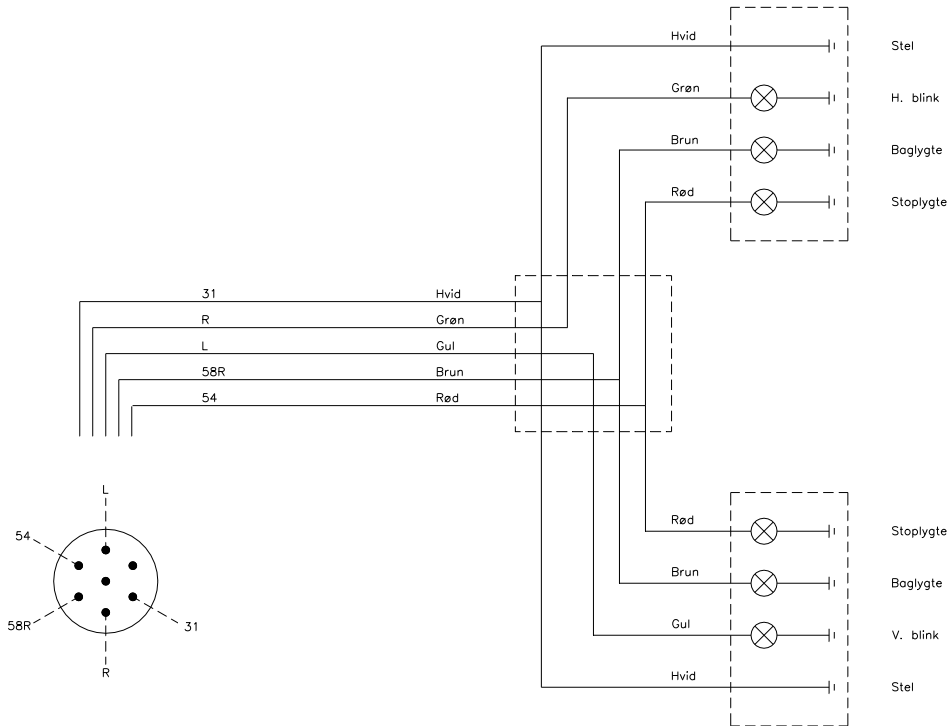 Hvid Stel
Grøn H. blink
Brun Baglygte
Rød Stoplygte
31 Hvid
R Grøn
L Gul
58R Brun
54 Rød
L
54
58R
31
R
Rød Stoplygte
Brun Baglygte
Gul V. blink
Hvid Stel